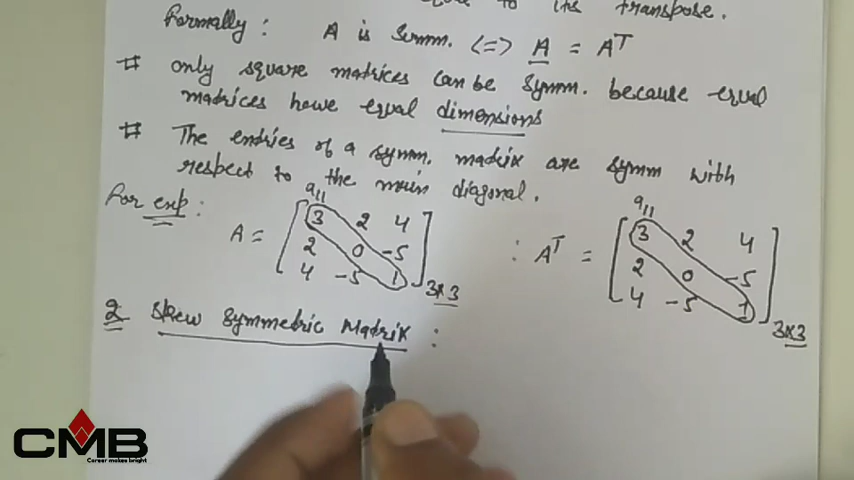 to its transpose.
Formally : A is Symm. <=> A = A^T
# only square matrices can be symm. because equal
matrices have equal dimensions
# The entries of a symm. matrix are symm with
respect to the main diagonal.
For exp : A = [ a11 3 2 4
2 0 -5
4 -5 1 ] 3x3
: A^T = [ a11 3 2 4
2 0 -5
4 -5 1 ] 3x3
2 Skew Symmetric Matrix :
CMB
Career makes bright